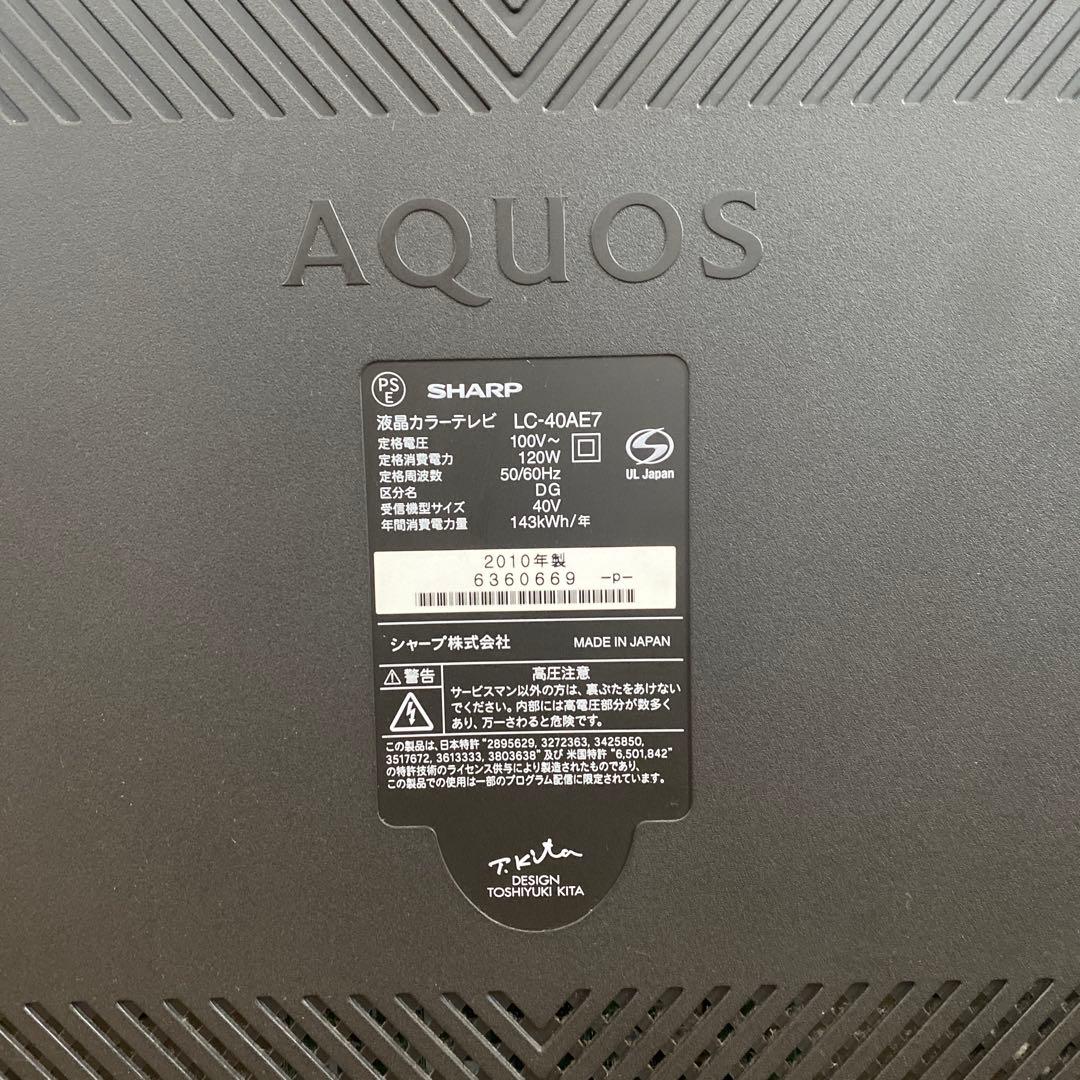 AQUOS
PS
E
SHARP
液晶カラーテレビ LC-40AE7
定格電圧 100V～
定格消費電力 120W
定格周波数 50/60Hz
区分名 DG
受信機型サイズ 40V
年間消費電力量 143kWh/年
UL Japan
2010年製
6360669 -p-
シャープ株式会社 MADE IN JAPAN
警告
高圧注意
サービスマン以外の方は、裏ぶたをあけない
でください。内部には高電圧部分が数多く
あり、万一さわると危険です。
この製品は、日本特許“2895629, 3272363, 3425850,
3517672, 3613333, 3803638”及び 米国特許“6,501,842”
の特許技術のライセンス供与により製造されたものであり、
この製品での使用は一部のプログラム配信に限定されています。
T.Kita
DESIGN
TOSHIYUKI KITA